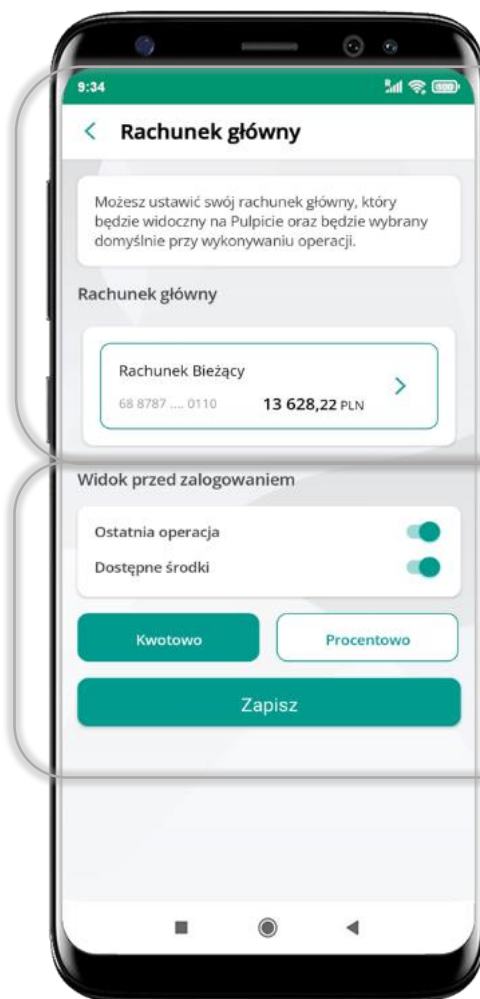 9:34
Rachunek główny
Możesz ustawić swój rachunek główny, który
będzie widoczny na Pulpicie oraz będzie wybrany
domyślnie przy wykonywaniu operacji.
Rachunek główny
Rachunek Bieżący
68 8787 .... 0110 13 628,22 PLN
Widok przed zalogowaniem
Ostatnia operacja
Dostępne środki
Kwotowo Procentowo
Zapisz